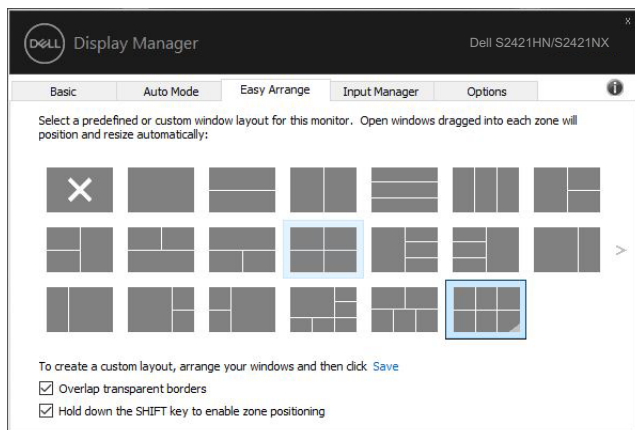 x
DELL Display Manager Dell S2421HN/S2421NX
Basic Auto Mode Easy Arrange Input Manager Options
Select a predefined or custom window layout for this monitor. Open windows dragged into each zone will
position and resize automatically:
>
To create a custom layout, arrange your windows and then click Save
Overlap transparent borders
Hold down the SHIFT key to enable zone positioning